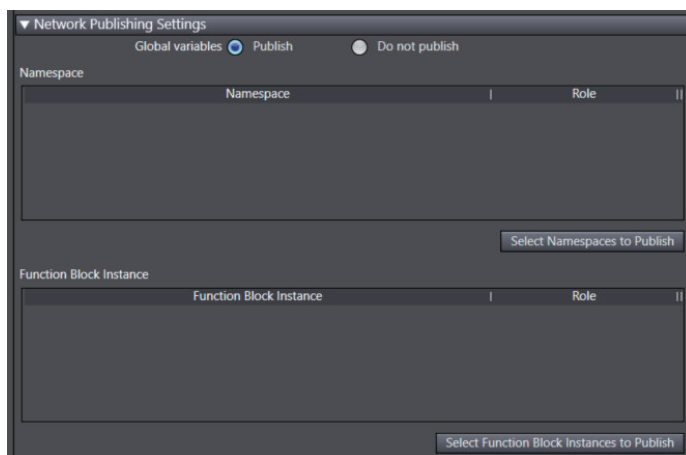 ▼ Network Publishing Settings
Global variables Publish Do not publish
Namespace
Namespace Role
Select Namespaces to Publish
Function Block Instance
Function Block Instance Role
Select Function Block Instances to Publish